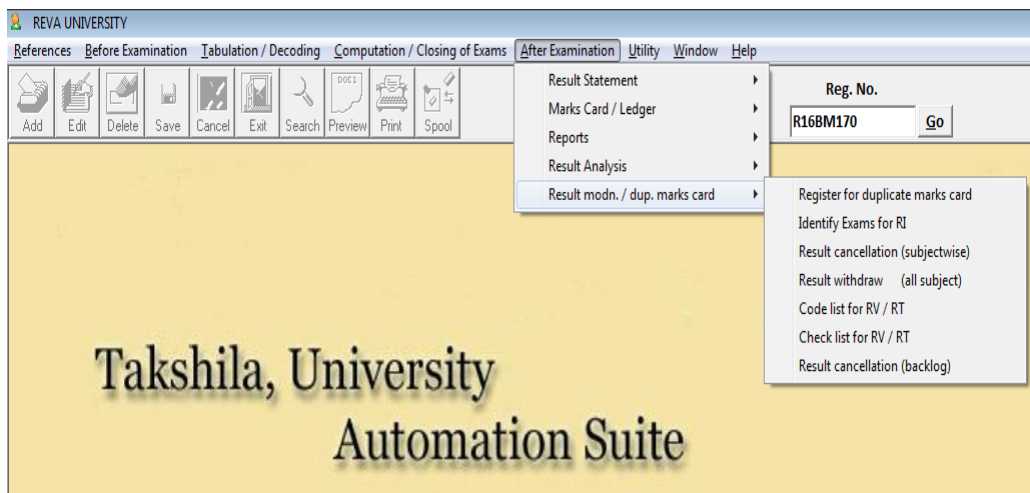 REVA UNIVERSITY
References Before Examination Tabulation / Decoding Computation / Closing of Exams After Examination Utility Window Help
Add Edit Delete Save Cancel Exit Search DOC1 Preview Print Spool
Reg. No.
R16BM170 Go
Result Statement
Marks Card / Ledger
Reports
Result Analysis
Result modn. / dup. marks card
Register for duplicate marks card
Identify Exams for RI
Result cancellation (subjectwise)
Result withdraw (all subject)
Code list for RV / RT
Check list for RV / RT
Result cancellation (backlog)
Takshila, University
Automation Suite